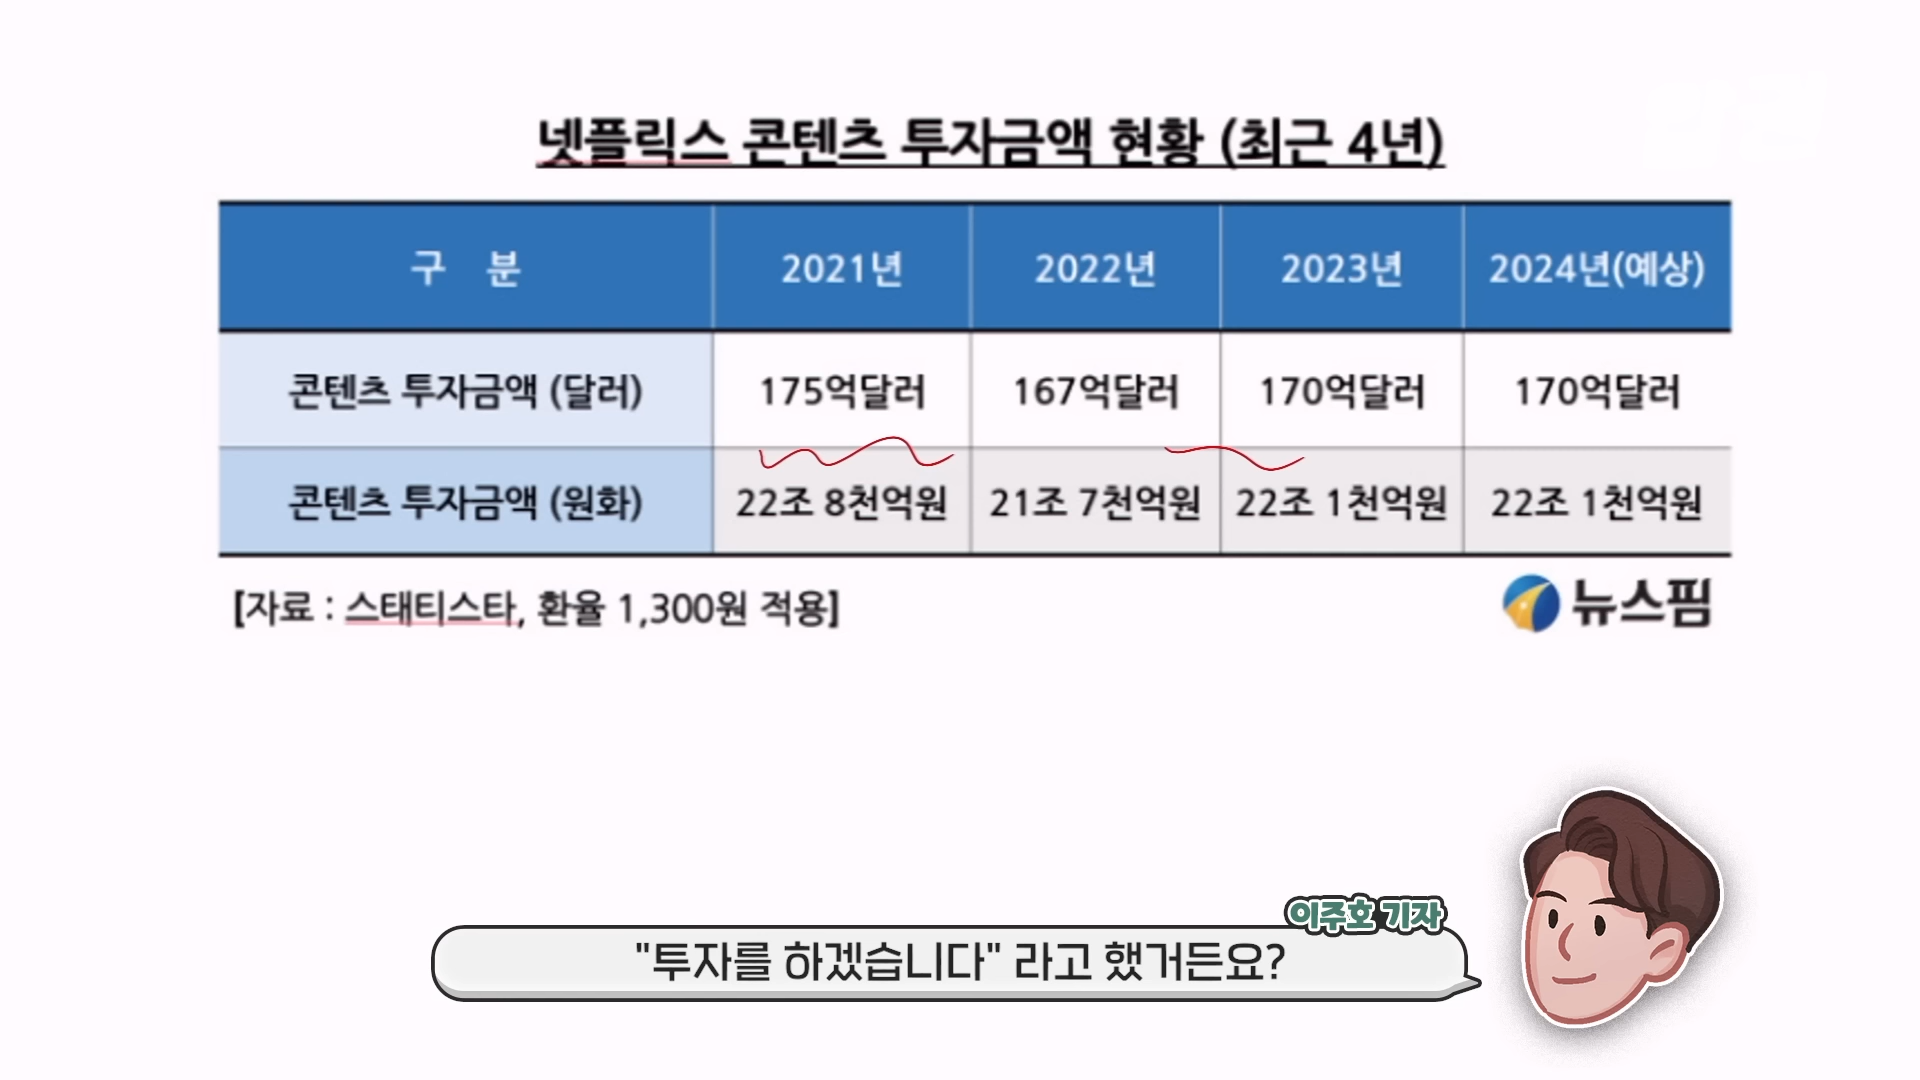 넷플릭스 콘텐츠 투자금액 현황 (최근 4년)
구 분 2021년 2022년 2023년 2024년(예상)
콘텐츠 투자금액 (달러) 175억달러 167억달러 170억달러 170억달러
콘텐츠 투자금액 (원화) 22조 8천억원 21조 7천억원 22조 1천억원 22조 1천억원
[자료 : 스태티스타, 환율 1,300원 적용]
뉴스핌
이주호 기자
"투자를 하겠습니다" 라고 했거든요?